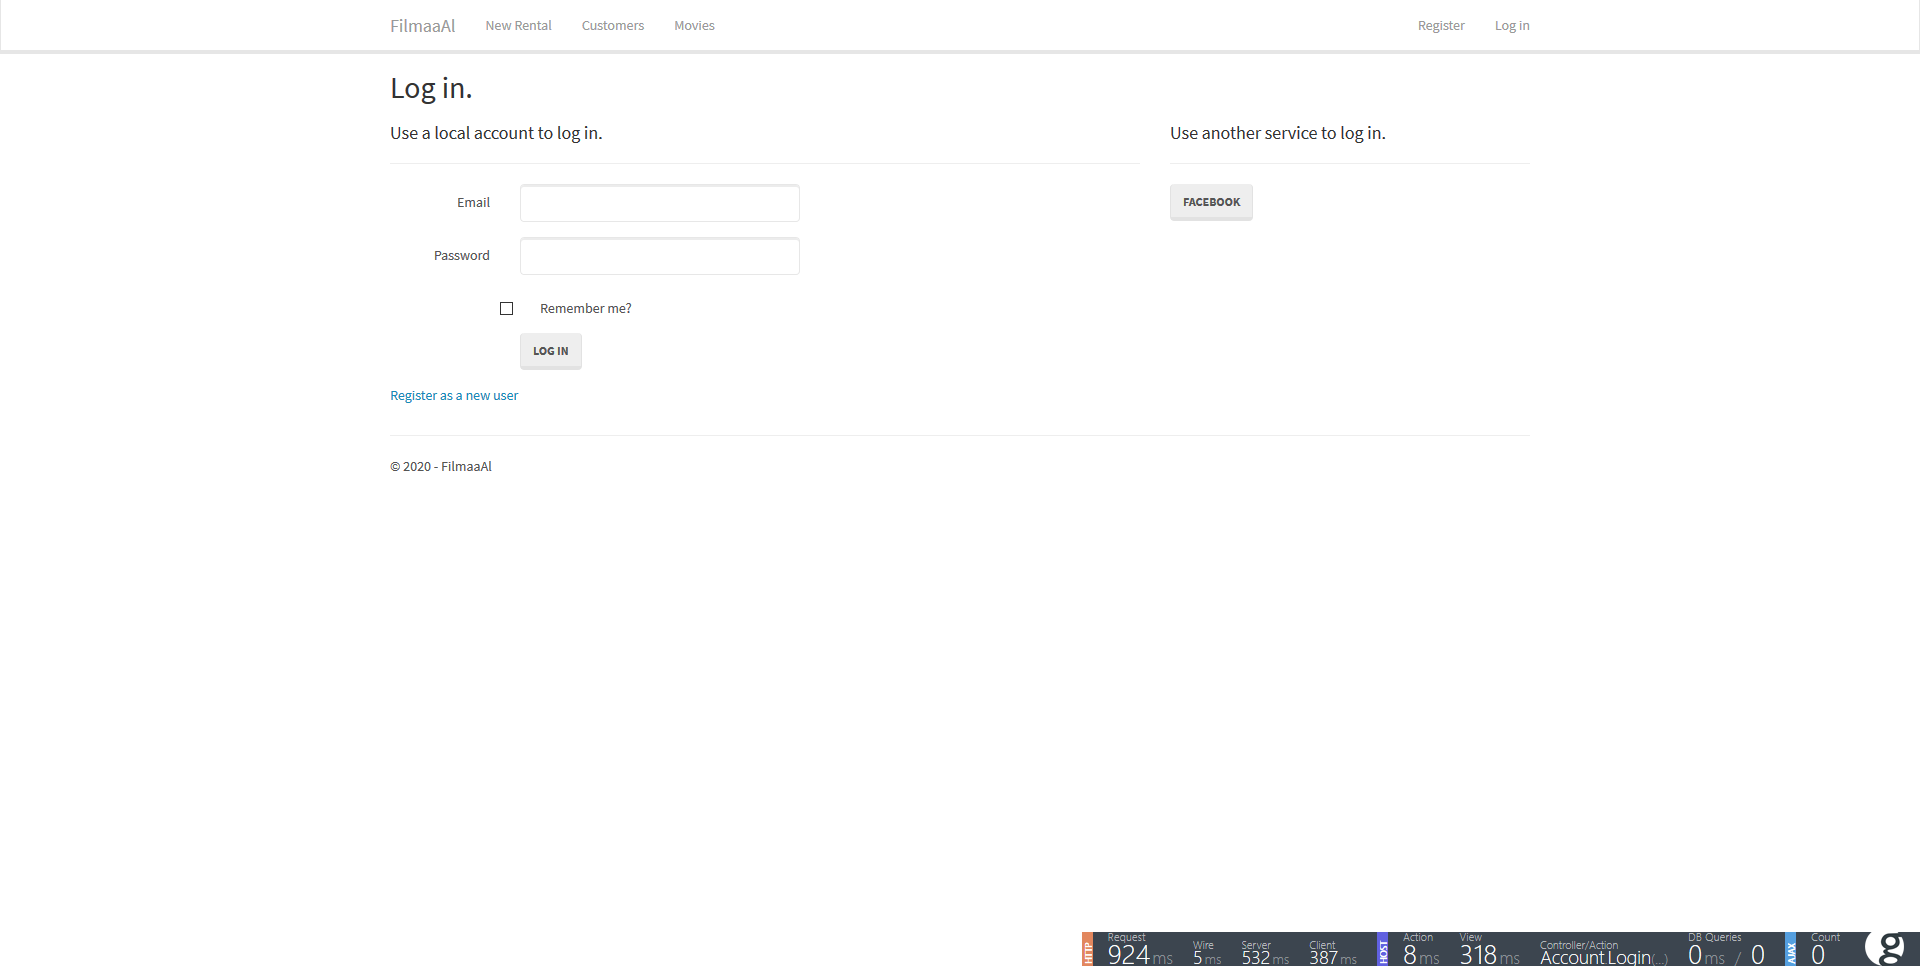 FilmaaAl New Rental Customers Movies Register Log in
Log in.
Use a local account to log in.
Use another service to log in.
Email
FACEBOOK
Password
Remember me?
LOG IN
Register as a new user
© 2020 - FilmaaAl
HTTP Request 924 ms Wire 5 ms Server 532 ms Client 387 ms HOST Action 8 ms View 318 ms Controller/Action Account.Login(...) DB Queries 0 ms / 0 AJAX Count 0 g